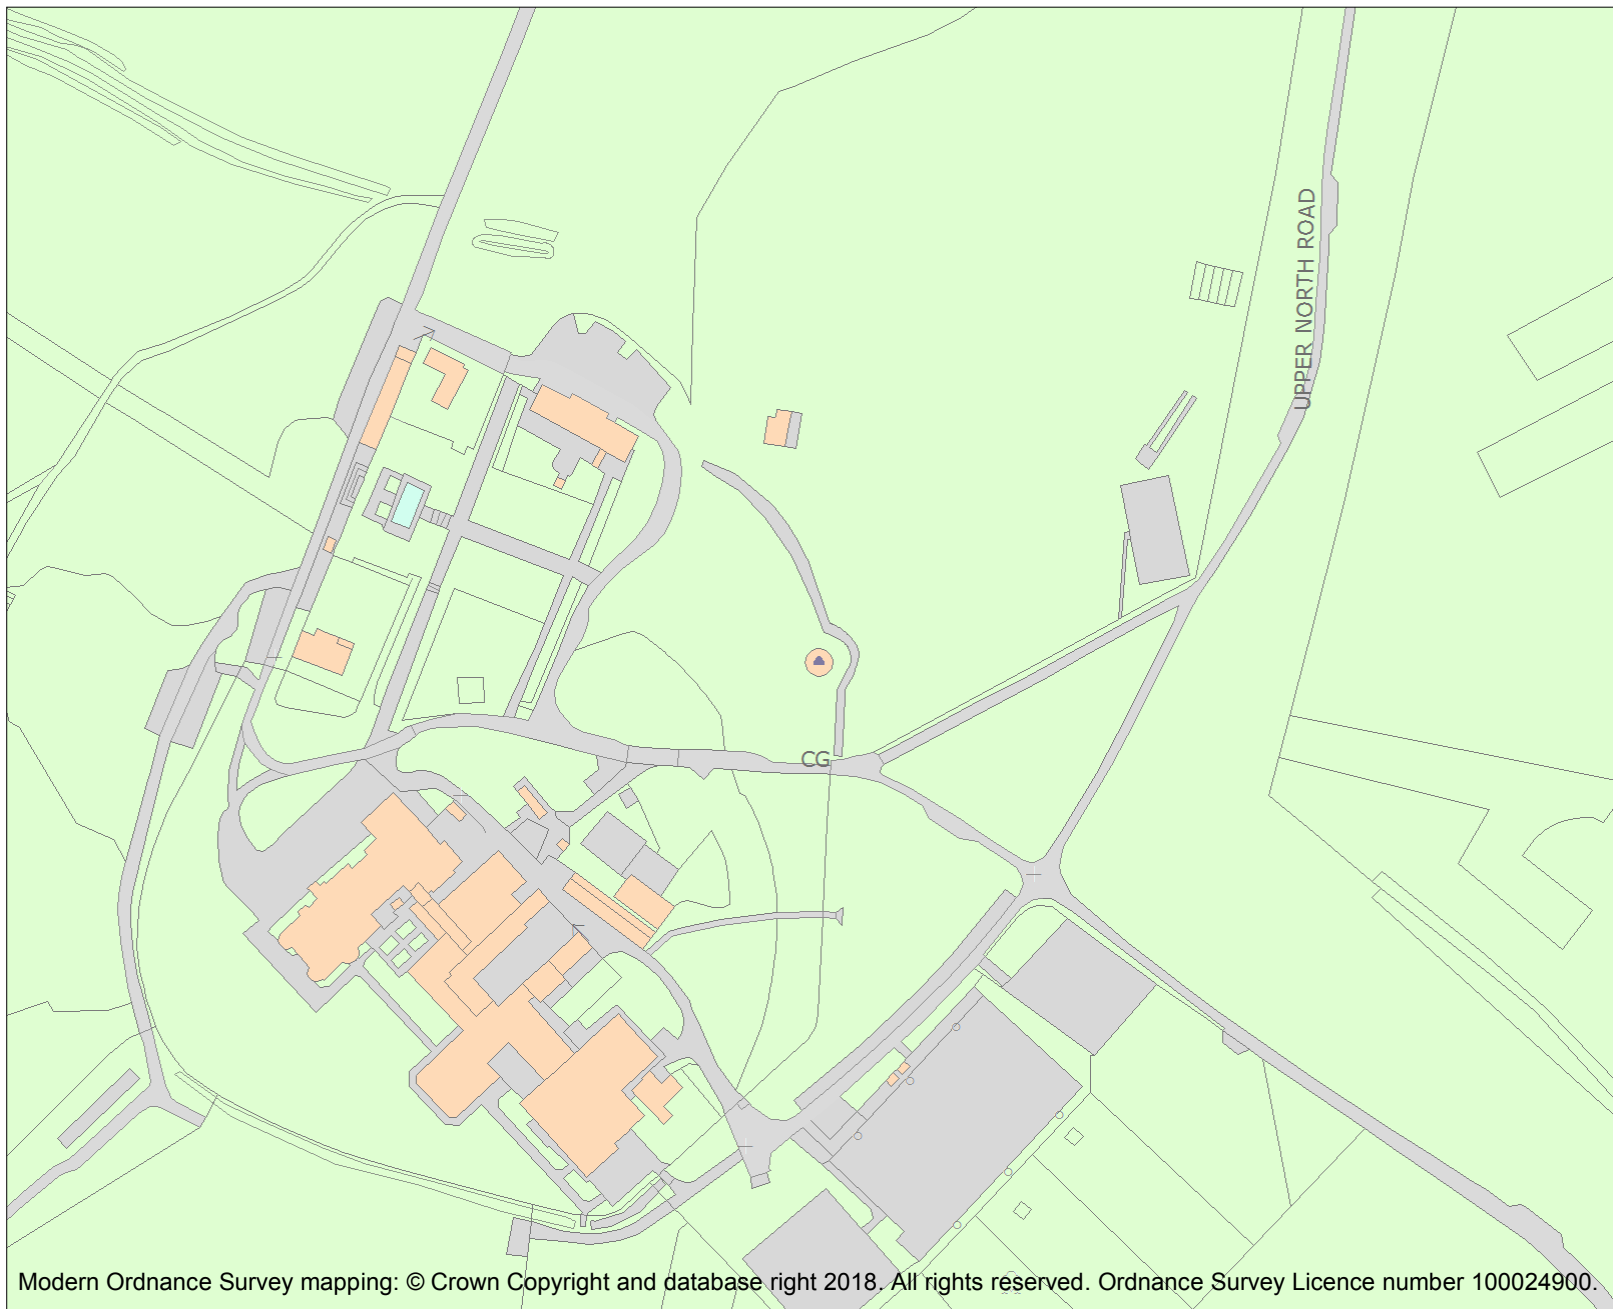 UPPER NORTH ROAD
CG
Modern Ordnance Survey mapping: © Crown Copyright and database right 2018. All rights reserved. Ordnance Survey Licence number 100024900.